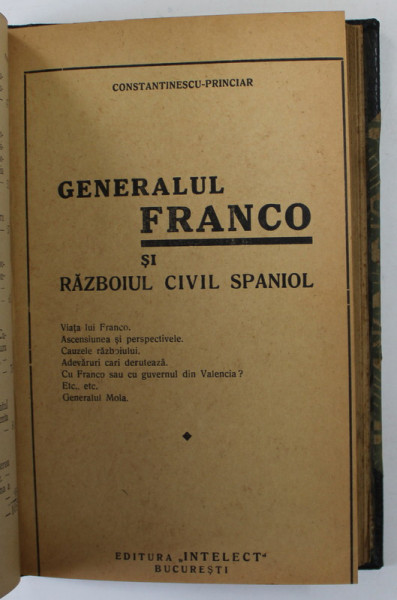 CONSTANTINESCU-PRINCIAR
GENERALUL
FRANCO
ȘI
RĂZBOIUL CIVIL SPANIOL
Viața lui Franco.
Ascensiunea și perspectivele.
Cauzele războiului.
Adevăruri cari derutează.
Cu Franco sau cu guvernul din Valencia?
Etc., etc.
Generalul Mola.
EDITURA „INTELECT“
BUCUREȘTI